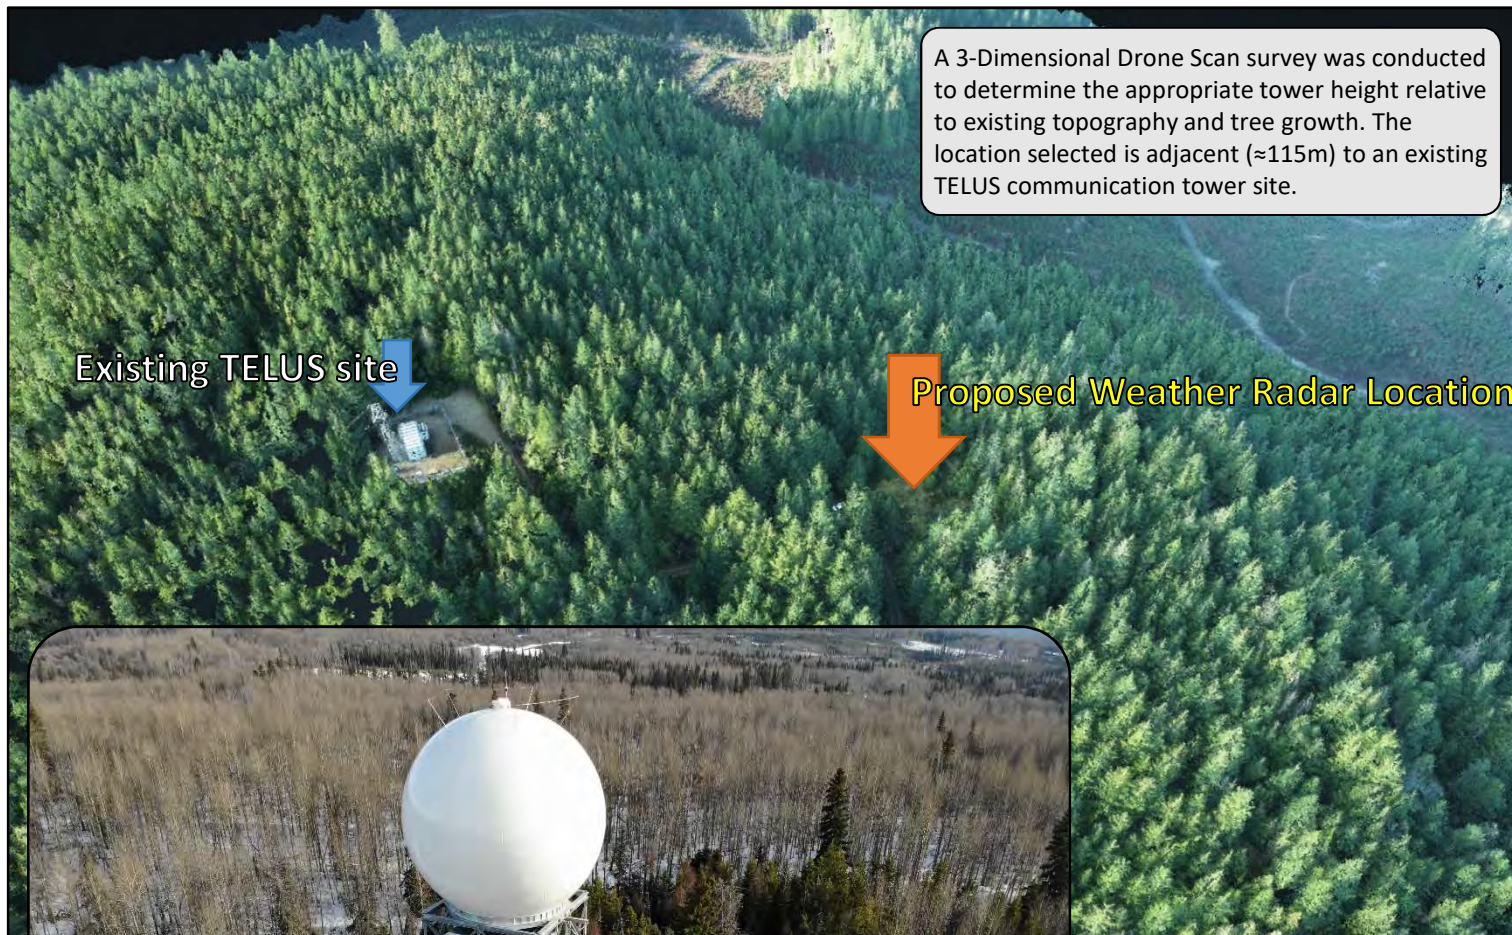 A 3-Dimensional Drone Scan survey was conducted
to determine the appropriate tower height relative
to existing topography and tree growth. The
location selected is adjacent (≈115m) to an existing
TELUS communication tower site.
Existing TELUS site
Proposed Weather Radar Location